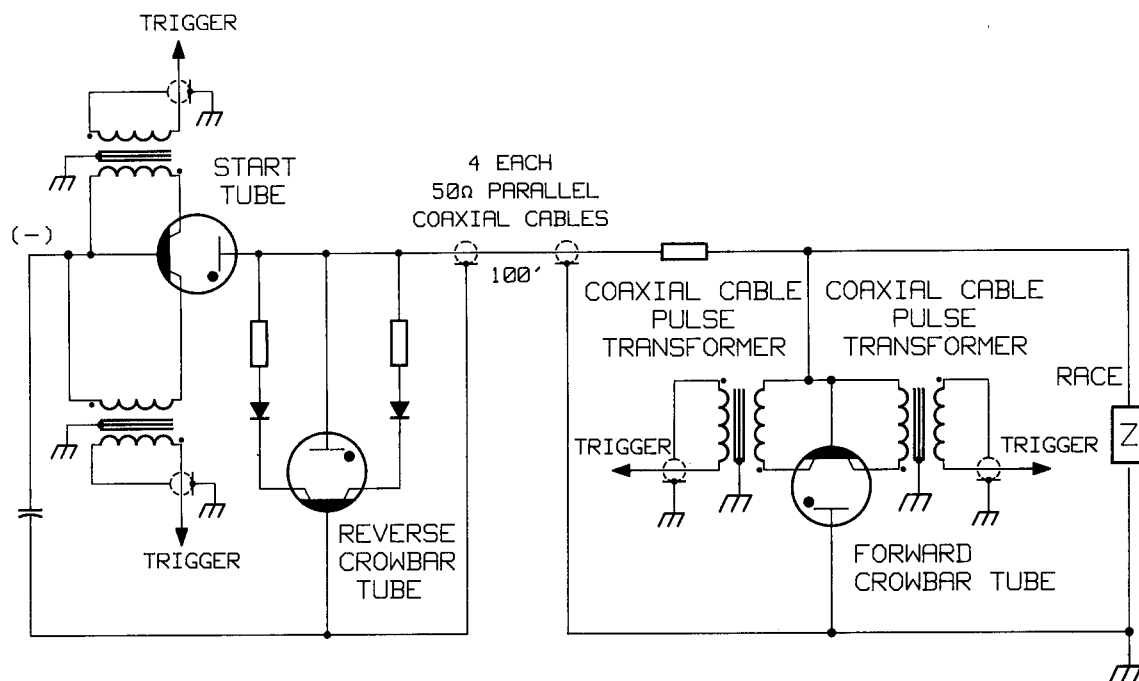 TRIGGER
START
TUBE
(-)
4 EACH
50Ω PARALLEL
COAXIAL CABLES
100′
COAXIAL CABLE
PULSE
TRANSFORMER
COAXIAL CABLE
PULSE
TRANSFORMER
RACE
Z
TRIGGER
TRIGGER
TRIGGER
REVERSE
CROWBAR
TUBE
FORWARD
CROWBAR TUBE